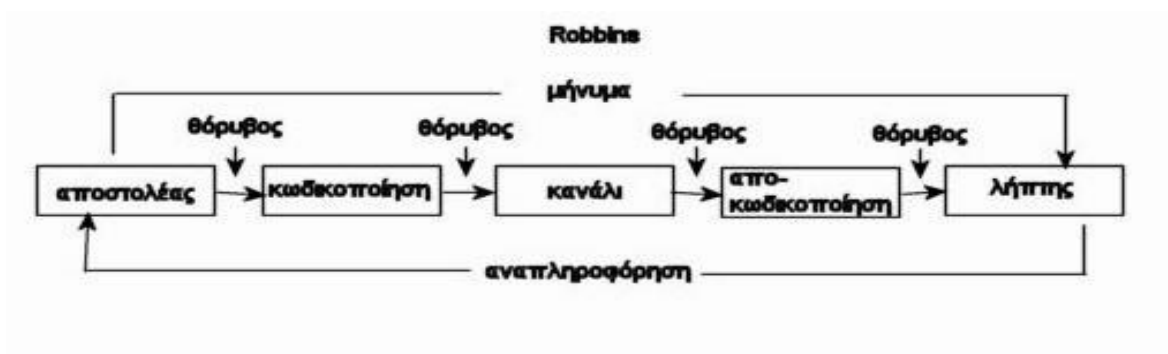 Robbins
μήνυμα
θόρυβος θόρυβος θόρυβος θόρυβος
αποστολέας κωδικοποίηση κανάλι απο-
κωδικοποίηση λήπτης
αναπληροφόρηση